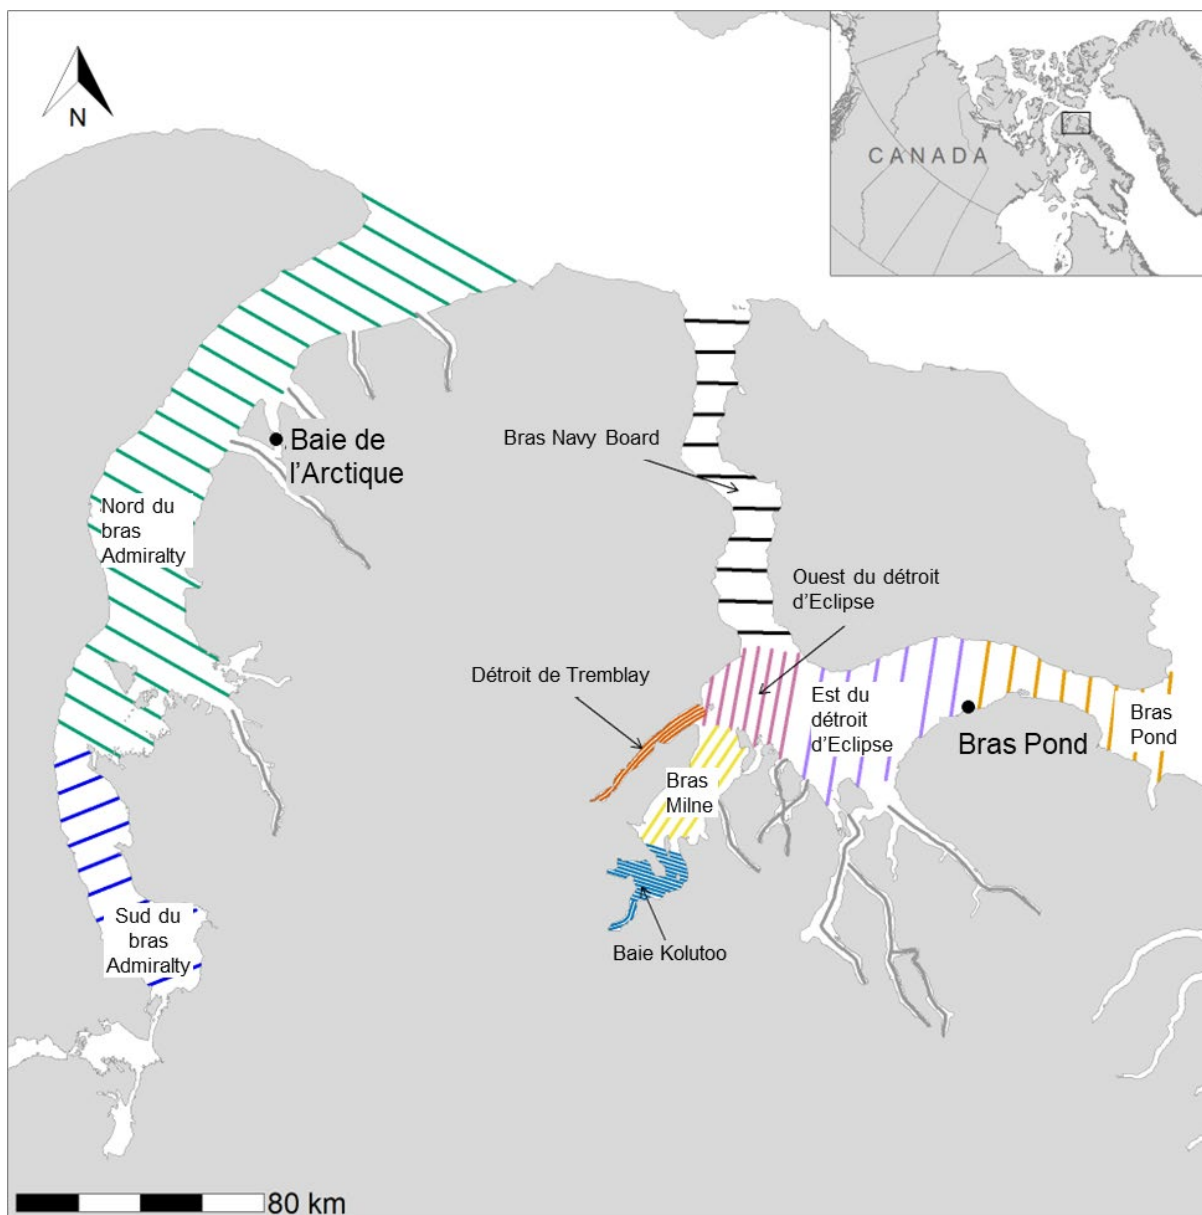 N
CANADA
Bras Navy Board
Baie de
l'Arctique
Nord du
bras
Admiralty
Ouest du détroit
d'Eclipse
Détroit de Tremblay
Est du
détroit
d'Eclipse
Bras Pond
Bras
Pond
Bras
Milne
Sud du
bras
Admiralty
Baie Kolutoo
80 km